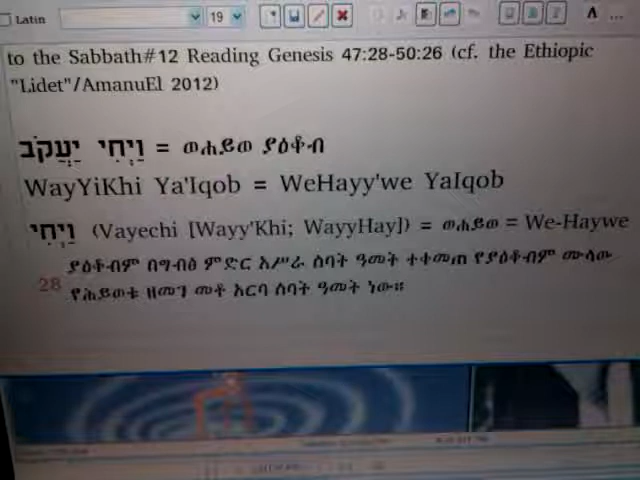 Latin
19
to the Sabbath#12 Reading Genesis 47:28-50:26 (cf. the Ethiopic
"Lidet"/AmanuEl 2012)
וַיְחִי יַעֲקֹב = ወሐይወ ያዕቆብ
WayYiKhi Ya'Iqob = WeHayy'we YaIqob
וַיְחִי (Vayechi [Wayy'Khi; WayyHay]) = ወሐይወ = We-Haywe
ያዕቆብም በግብፅ ምድር አሥራ ሰባት ዓመት ተቀመጠ የያዕቆብም ሙላው
28 የሕይወቱ ዘመን መቶ አርባ ሰባት ዓመት ነው።